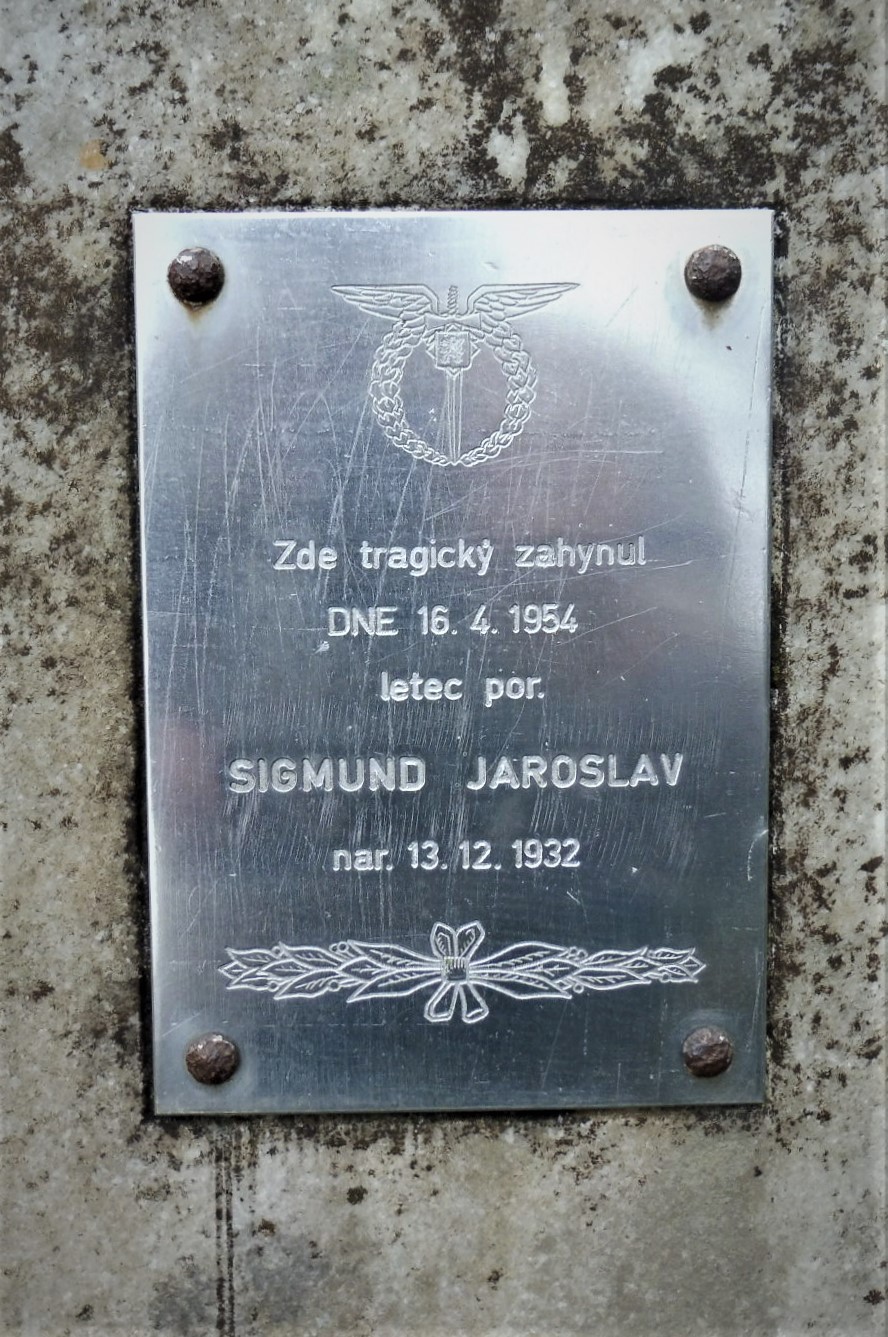 Zde tragický zahynul
DNE 16. 4. 1954
letec por.
SIGMUND JAROSLAV
nar. 13. 12. 1932